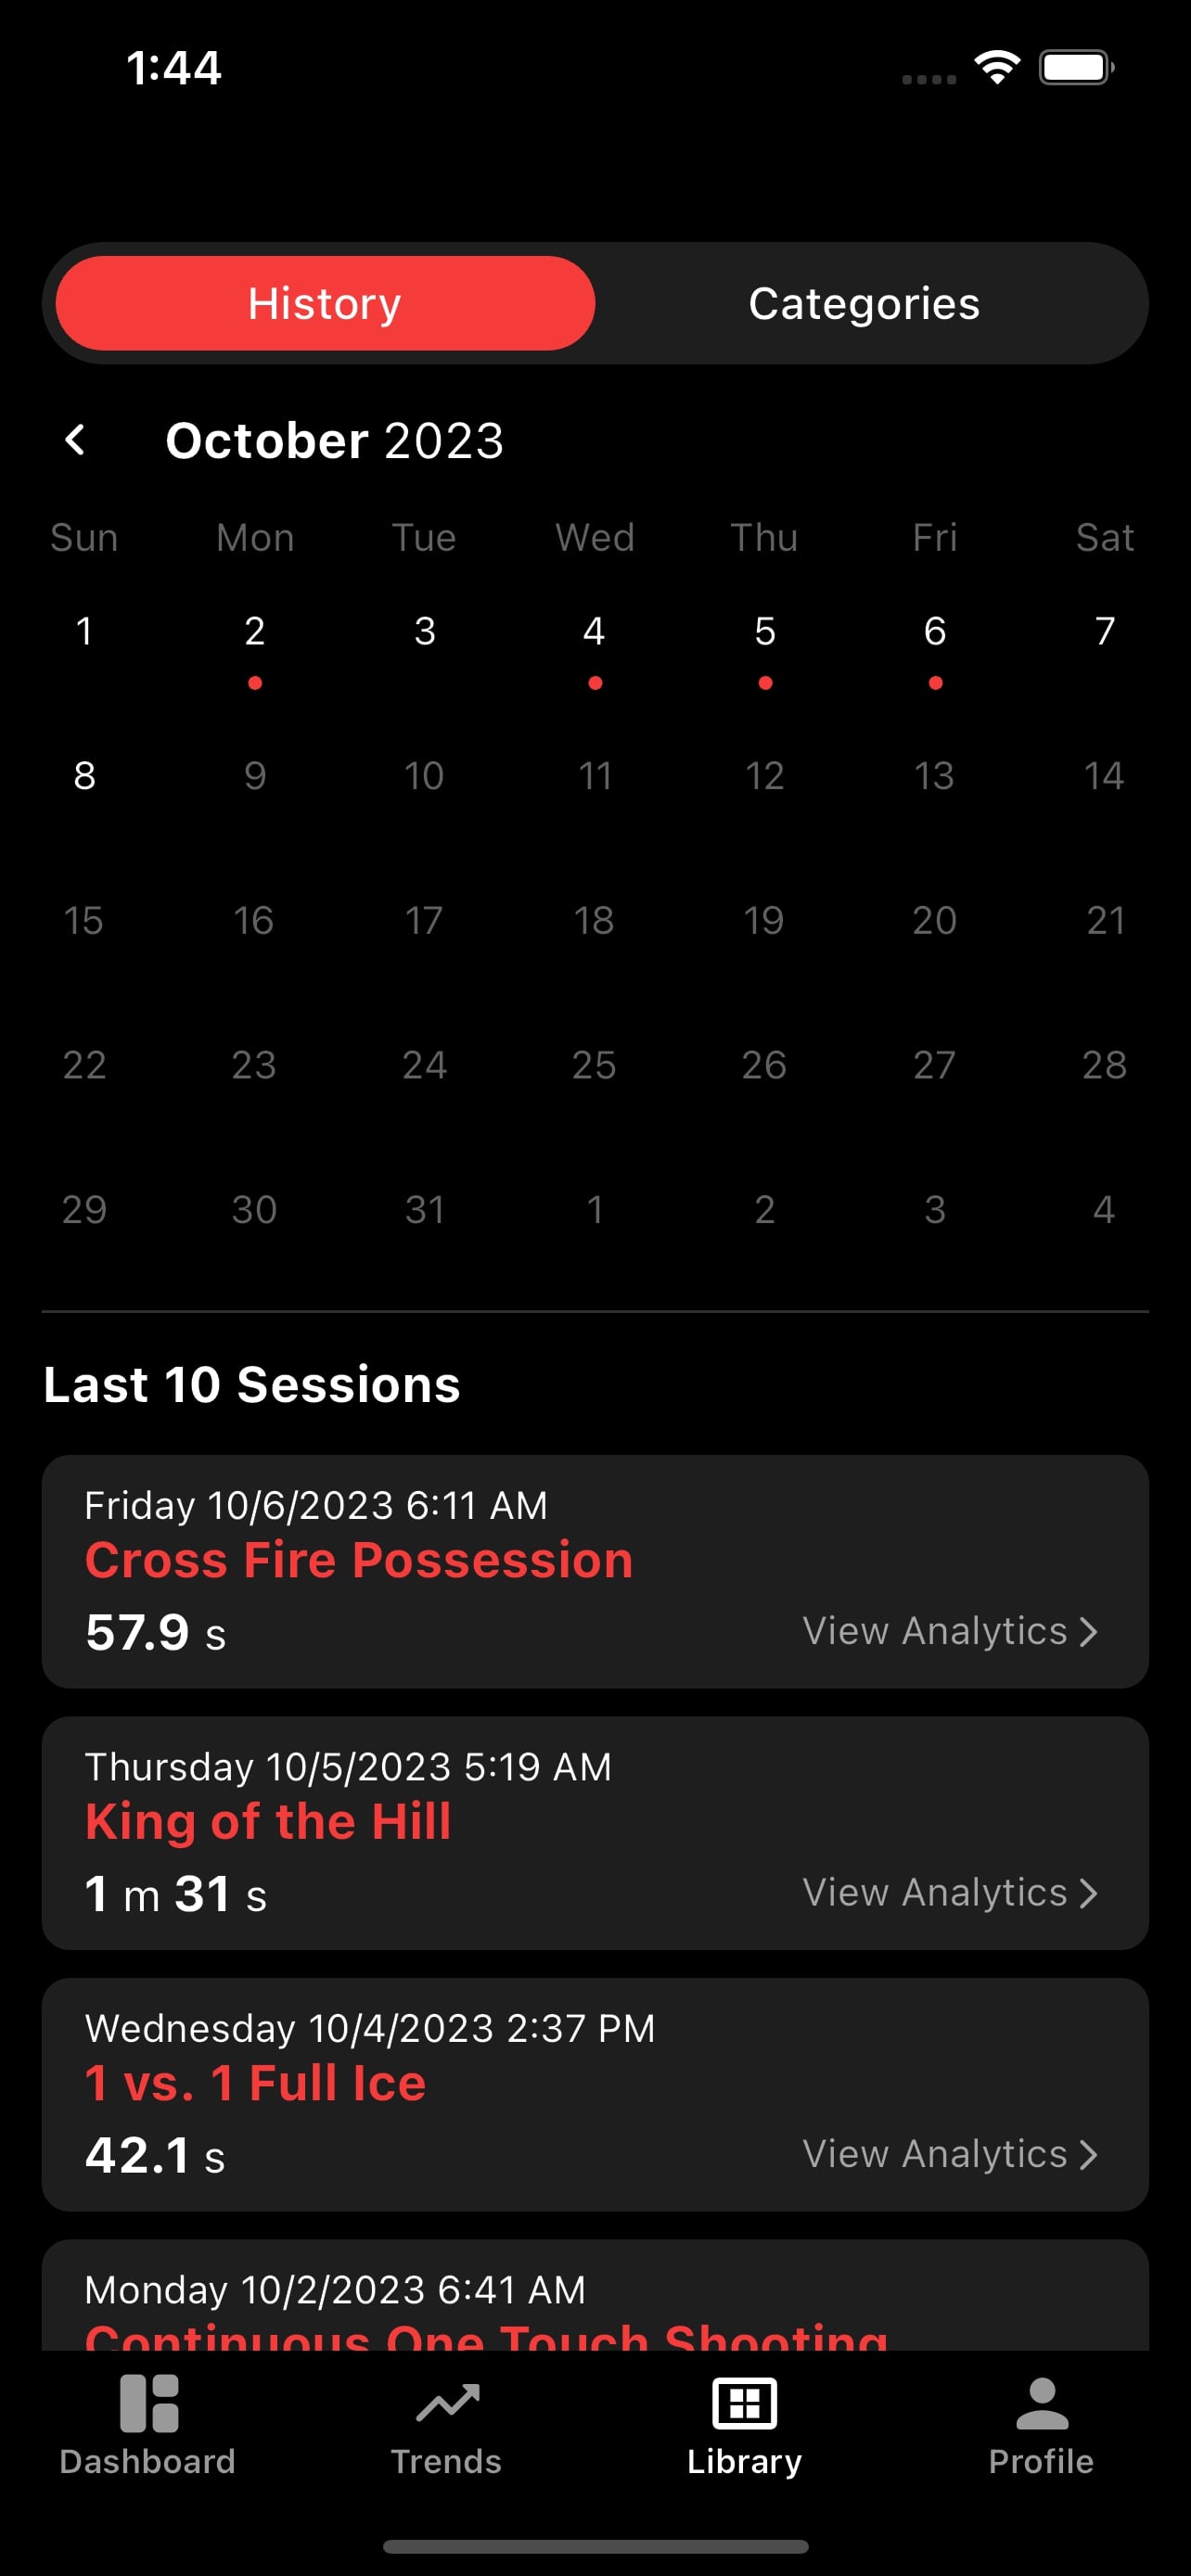 1:44
History Categories
October 2023
Sun Mon Tue Wed Thu Fri Sat
1 2 3 4 5 6 7
8 9 10 11 12 13 14
15 16 17 18 19 20 21
22 23 24 25 26 27 28
29 30 31 1 2 3 4
Last 10 Sessions
Friday 10/6/2023 6:11 AM
Cross Fire Possession
57.9 s View Analytics
Thursday 10/5/2023 5:19 AM
King of the Hill
1 m 31 s View Analytics
Wednesday 10/4/2023 2:37 PM
1 vs. 1 Full Ice
42.1 s View Analytics
Monday 10/2/2023 6:41 AM
Continuous One Touch Shooting
Dashboard Trends Library Profile